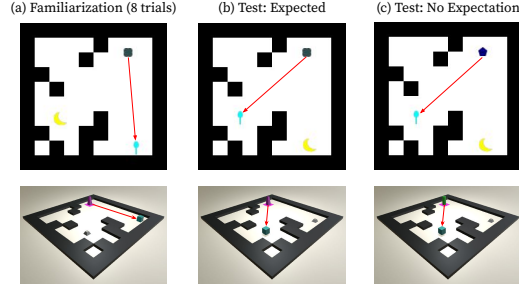 (a) Familiarization (8 trials)
(b) Test: Expected
(c) Test: No Expectation